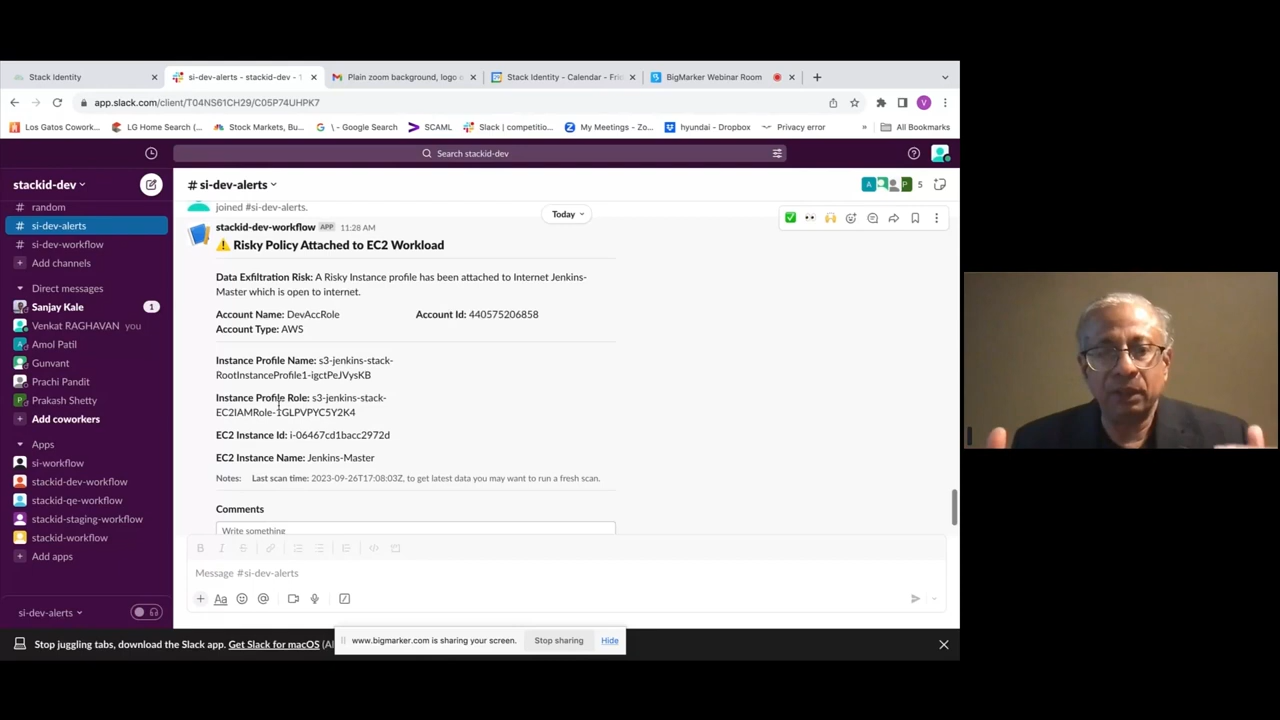 Stack Identity
si-dev-alerts - stackid-dev - 1
Plain zoom background, logo o
Stack Identity - Calendar - Frid
BigMarker Webinar Room
app.slack.com/client/T04NS61CH29/C05P74UHPK7
V
Los Gatos Cowork...
LG Home Search (...
Stock Markets, Bu...
\ - Google Search
SCAML
Slack | competitio...
My Meetings - Zo...
hyundai - Dropbox
Privacy error
»
All Bookmarks
Search stackid-dev
stackid-dev
# random
# si-dev-alerts
# si-dev-workflow
+ Add channels
Direct messages
Sanjay Kale 1
Venkat RAGHAVAN you
Amol Patil
Gunvant
Prachi Pandit
P Prakash Shetty
+ Add coworkers
Apps
si-workflow
stackid-dev-workflow
stackid-qe-workflow
stackid-staging-workflow
stackid-workflow
+ Add apps
si-dev-alerts
# si-dev-alerts
A P 5
joined #si-dev-alerts.
Today
stackid-dev-workflow APP 11:28 AM
Risky Policy Attached to EC2 Workload
Data Exfiltration Risk: A Risky Instance profile has been attached to Internet Jenkins-
Master which is open to internet.
Account Name: DevAccRole Account Id: 440575206858
Account Type: AWS
Instance Profile Name: s3-jenkins-stack-
RootInstanceProfile1-igctPeJVysKB
Instance Profile Role: s3-jenkins-stack-
EC2IAMRole-1GLPVPYC5Y2K4
EC2 Instance Id: i-06467cd1bacc2972d
EC2 Instance Name: Jenkins-Master
Notes: Last scan time: 2023-09-26T17:08:03Z, to get latest data you may want to run a fresh scan.
Comments
Write something
B I S
Message #si-dev-alerts
+ Aa @
Stop juggling tabs, download the Slack app. Get Slack for macOS
www.bigmarker.com is sharing your screen. Stop sharing Hide